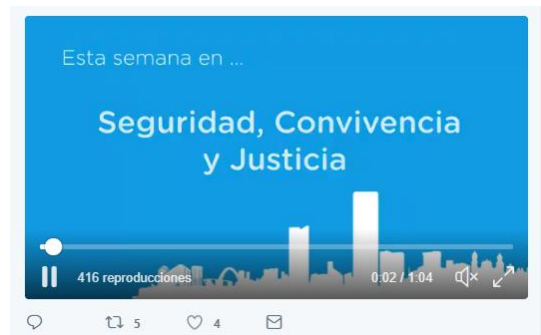 Esta semana en ...
Seguridad, Convivencia
y Justicia
416 reproducciones 0:02 / 1:04
5 4